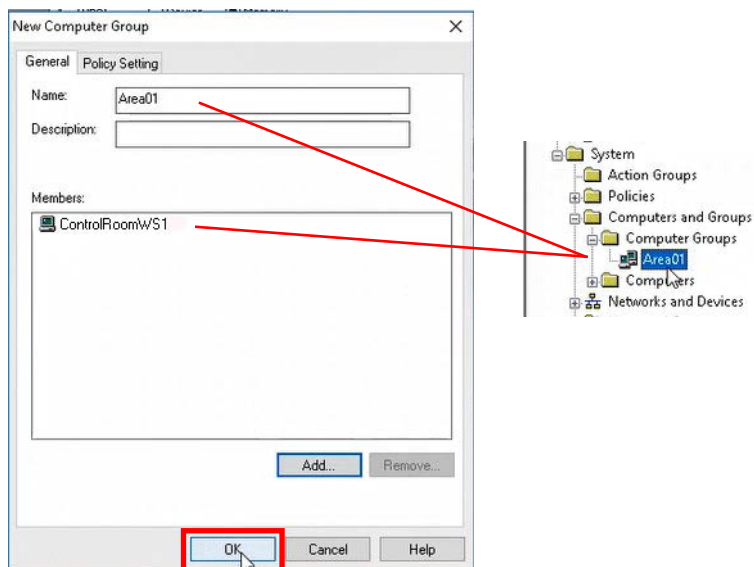 New Computer Group
General Policy Setting
Name: Area01
Description:
Members:
ControlRoomWS1
Add... Remove...
OK Cancel Help
System
Action Groups
Policies
Computers and Groups
Computer Groups
Area01
Computers
Networks and Devices